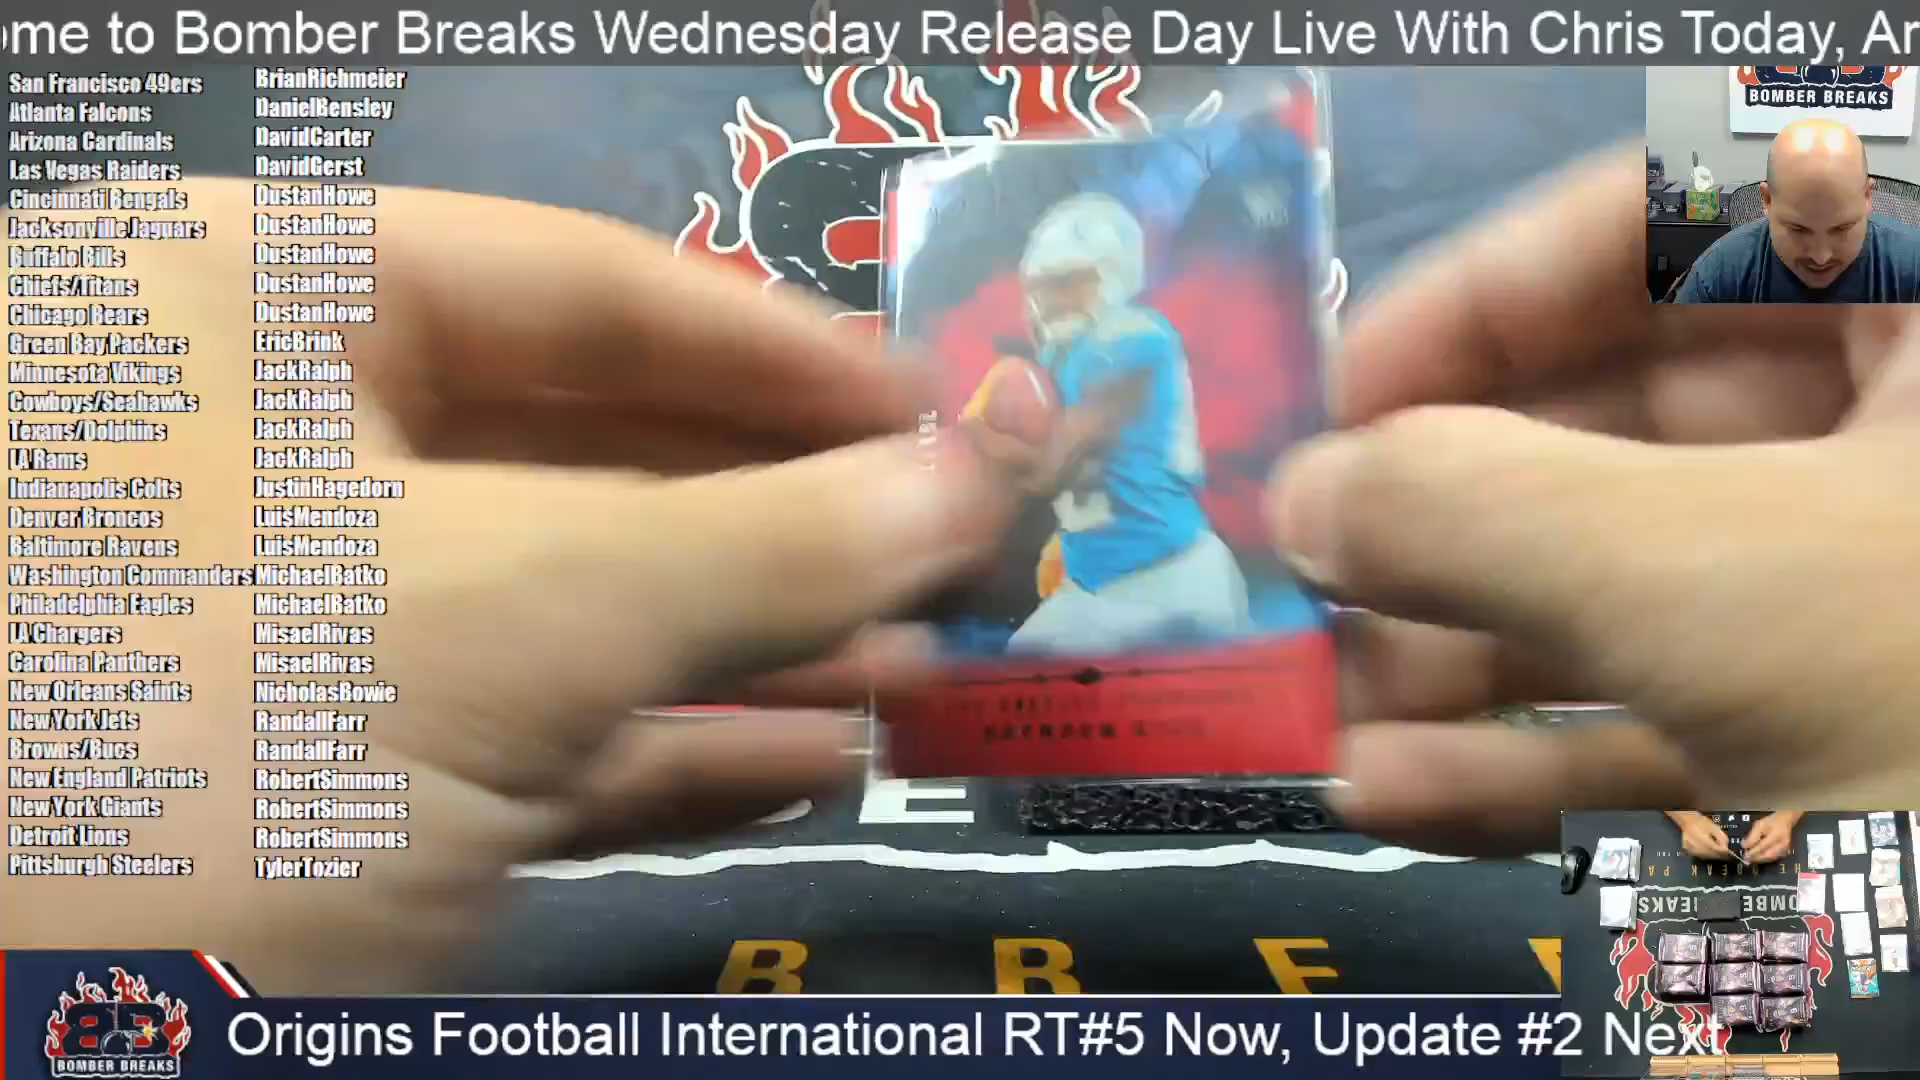 ome to Bomber Breaks Wednesday Release Day Live With Chris Today, Ar
San Francisco 49ers BrianRichmeier
Atlanta Falcons DanielBensley
Arizona Cardinals DavidCarter
Las Vegas Raiders DavidGerst
Cincinnati Bengals DustanHowe
Jacksonville Jaguars DustanHowe
Buffalo Bills DustanHowe
Chiefs/Titans DustanHowe
Chicago Bears DustanHowe
Green Bay Packers EricBrink
Minnesota Vikings JackRalph
Cowboys/Seahawks JackRalph
Texans/Dolphins JackRalph
LA Rams JackRalph
Indianapolis Colts JustinHagedorn
Denver Broncos LuisMendoza
Baltimore Ravens LuisMendoza
Washington Commanders MichaelBatko
Philadelphia Eagles MichaelBatko
LA Chargers MisaelRivas
Carolina Panthers MisaelRivas
New Orleans Saints NicholasBowie
New York Jets RandallFarr
Browns/Bucs RandallFarr
New England Patriots RobertSimmons
New York Giants RobertSimmons
Detroit Lions RobertSimmons
Pittsburgh Steelers TylerTozier
BOMBER BREAKS
E
B R E
BOMBER BREAKS
Origins Football International RT#5 Now, Update #2 Next